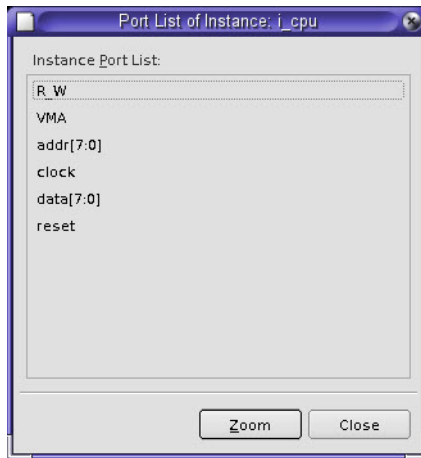 Port List of Instance: i_cpu
Instance Port List:
R_W
VMA
addr[7:0]
clock
data[7:0]
reset
Zoom Close